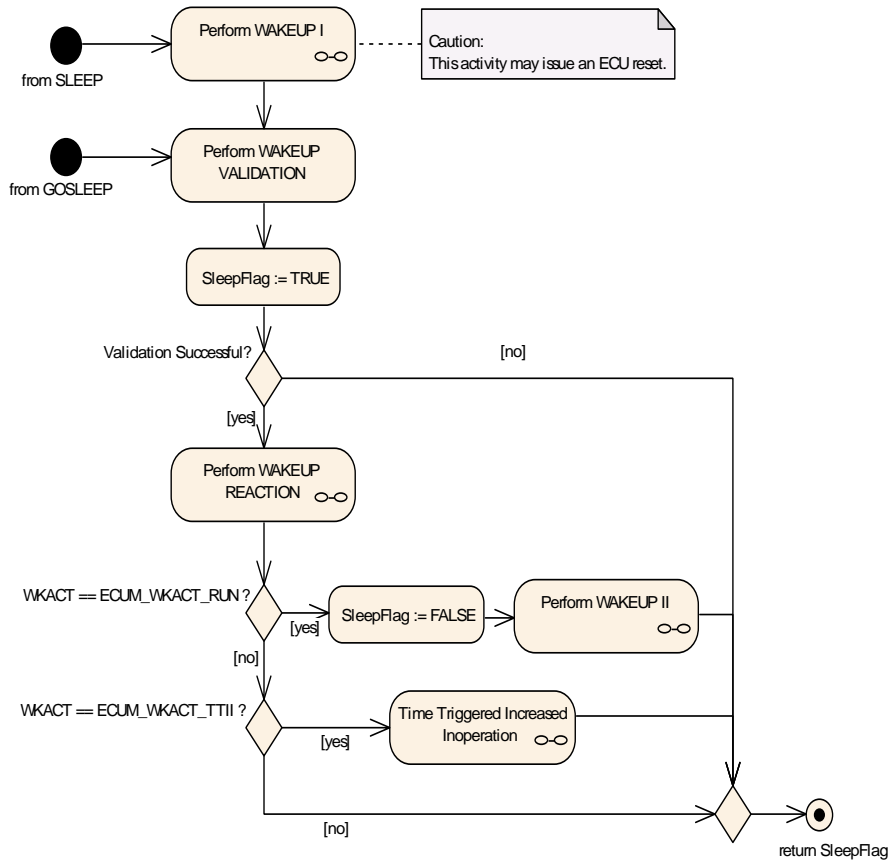 Perform WAKEUP I
Caution:
This activity may issue an ECU reset.
from SLEEP
Perform WAKEUP
VALIDATION
from GOSLEEP
SleepFlag := TRUE
Validation Successful?
[no]
[yes]
Perform WAKEUP
REACTION
WKACT == ECUM_WKACT_RUN ?
SleepFlag := FALSE
Perform WAKEUP II
[yes]
[no]
WKACT == ECUM_WKACT_TTII ?
Time Triggered Increased
Inoperation
[yes]
[no]
return SleepFlag